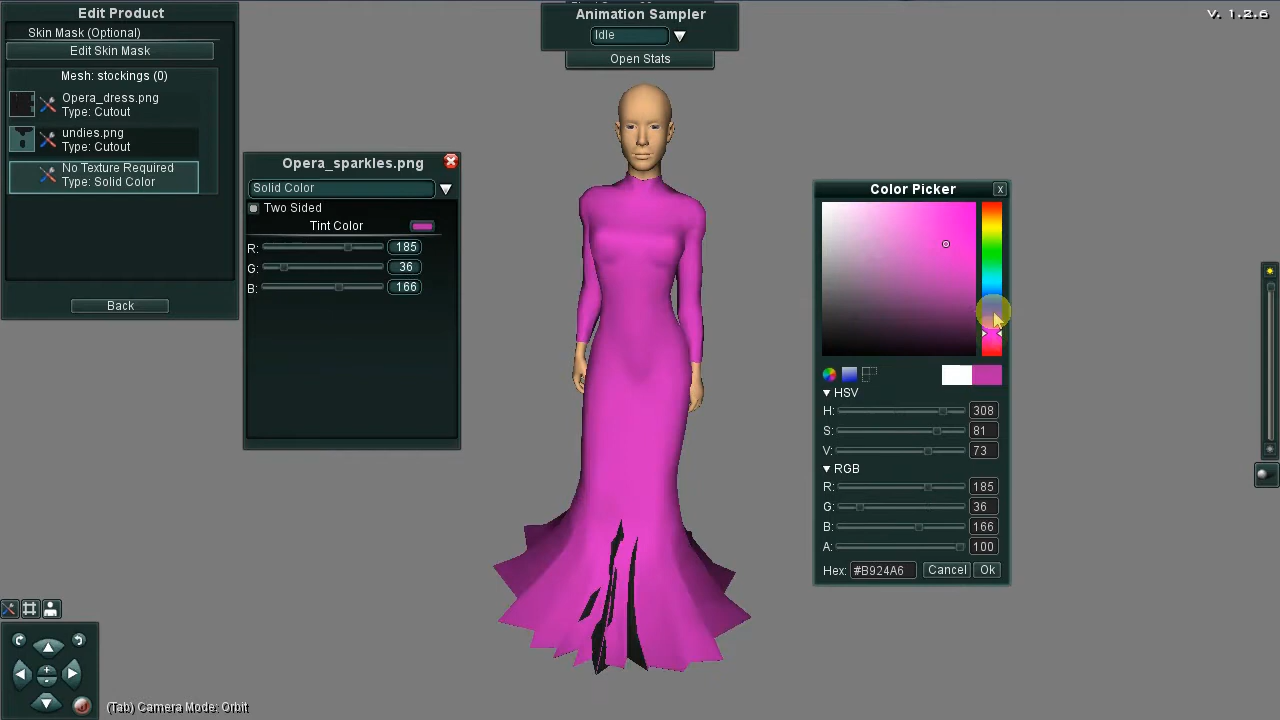 Edit Product
Skin Mask (Optional)
Edit Skin Mask
Mesh: stockings (0)
Opera_dress.png
Type: Cutout
undies.png
Type: Cutout
No Texture Required
Type: Solid Color
Back
Animation Sampler
Idle
Open Stats
v. 1.2.6
Opera_sparkles.png
Solid Color
Two Sided
Tint Color
R: 185
G: 36
B: 166
Color Picker
x
HSV
H: 308
S: 81
V: 73
RGB
R: 185
G: 36
B: 166
A: 100
Hex: #B924A6 Cancel Ok
(Tab) Camera Mode: Orbit